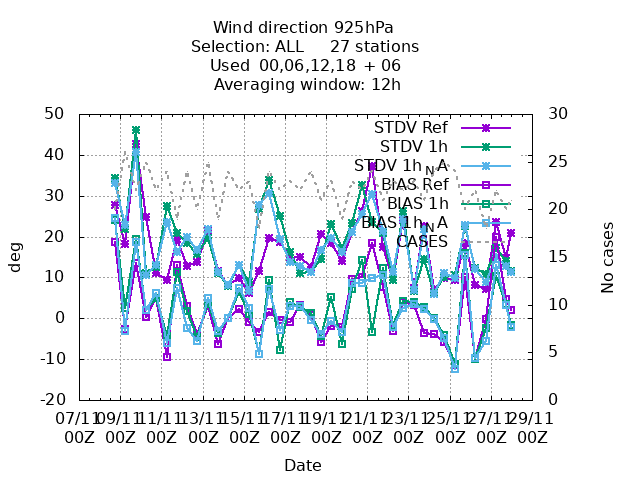 Wind direction 925hPa
Selection: ALL 27 stations
Used 00,06,12,18 + 06
Averaging window: 12h
50
40
30
20
10
0
-10
-20
deg
30
25
20
15
10
5
0
No cases
STDV Ref
STDV 1h
STDV 1h_N A
BIAS Ref
BIAS 1h
BIAS 1h_N A
CASES
07/11 09/11 11/11 13/11 15/11 17/11 19/11 21/11 23/11 25/11 27/11 29/11
00Z 00Z 00Z 00Z 00Z 00Z 00Z 00Z 00Z 00Z 00Z 00Z
Date